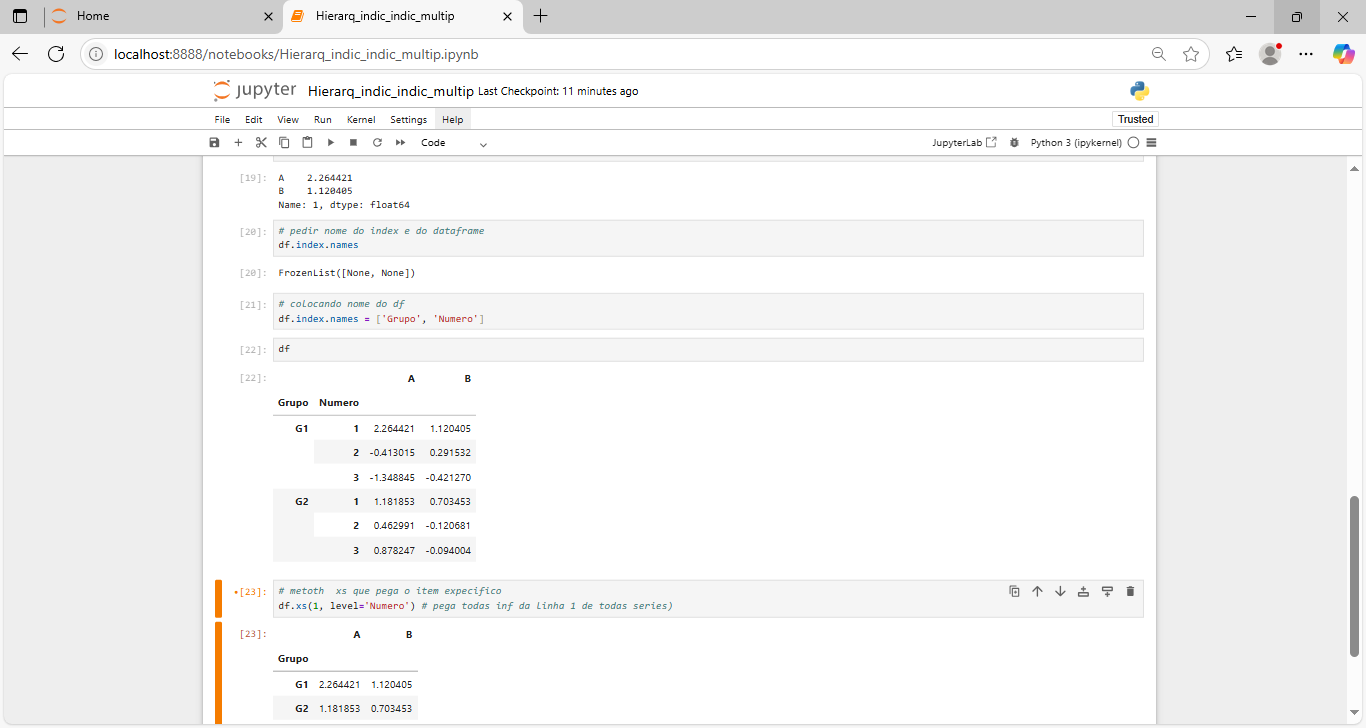 Home
Hierarq_indic_indic_multip
localhost:8888/notebooks/Hierarq_indic_indic_multip.ipynb
jupyter Hierarq_indic_indic_multip Last Checkpoint: 11 minutes ago
File Edit View Run Kernel Settings Help
Trusted
Code
JupyterLab
Python 3 (ipykernel)
[19]: A 2.264421
B 1.120405
Name: 1, dtype: float64
[20]: # pedir nome do index e do dataframe
df.index.names
[20]: FrozenList([None, None])
[21]: # colocando nome do df
df.index.names = ['Grupo', 'Numero']
[22]: df
[22]: A B
Grupo Numero
G1 1 2.264421 1.120405
2 -0.413015 0.291532
3 -1.348845 -0.421270
G2 1 1.181853 0.703453
2 0.462991 -0.120681
3 0.878247 -0.094004
•[23]: # metoth  xs que pega o item expecifico
df.xs(1, level='Numero') # pega todas inf da linha 1 de todas series)
[23]: A B
Grupo
G1 2.264421 1.120405
G2 1.181853 0.703453